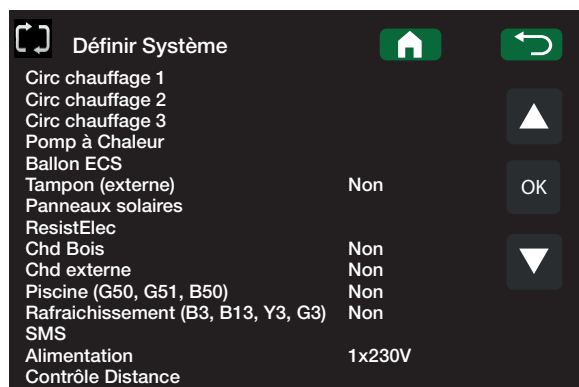 Définir Système
Circ chauffage 1
Circ chauffage 2
Circ chauffage 3
Pomp à Chaleur
Ballon ECS
Tampon (externe) Non
OK
Panneaux solaires
ResistElec
Chd Bois Non
Chd externe Non
Piscine (G50, G51, B50) Non
Rafraichissement (B3, B13, Y3, G3) Non
SMS
Alimentation 1x230V
Contrôle Distance